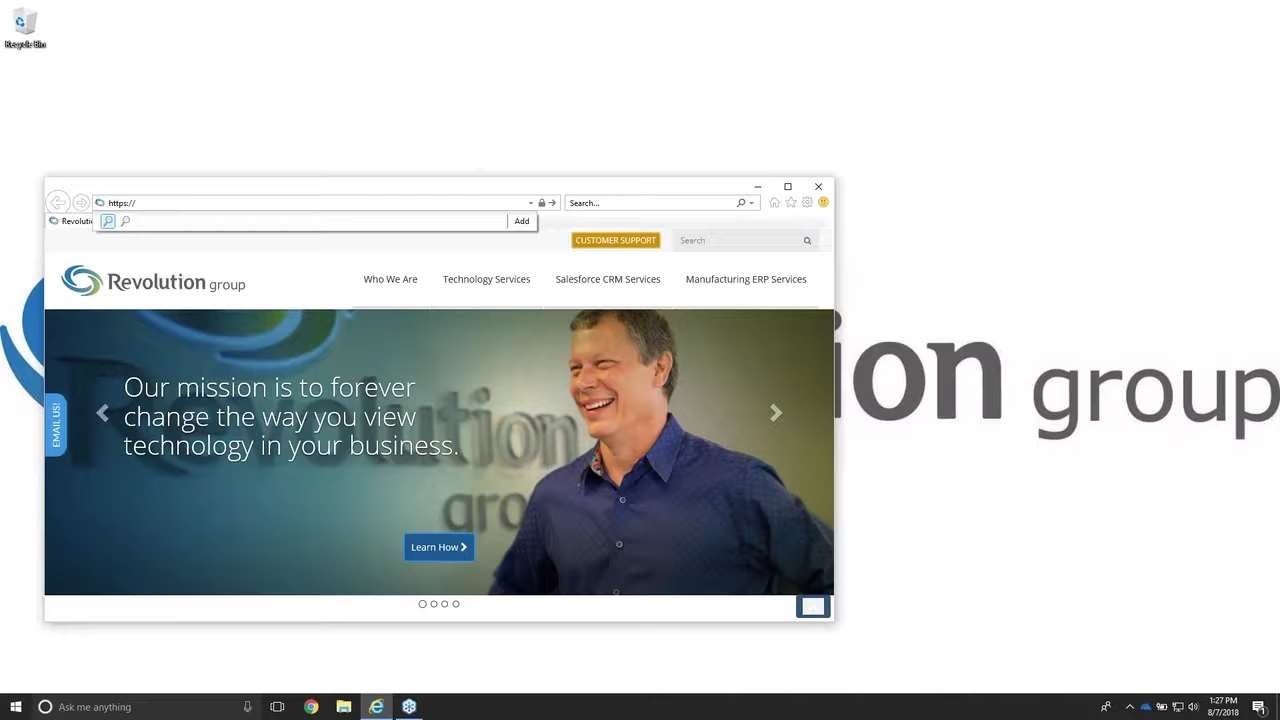 Recycle Bin
https://
Search...
Revoluti
Add
CUSTOMER SUPPORT
Search
Revolution group
Who We Are
Technology Services
Salesforce CRM Services
Manufacturing ERP Services
Our mission is to forever
change the way you view
technology in your business.
EMAIL US!
Learn How
ion group
Ask me anything
1:27 PM
8/7/2018
1